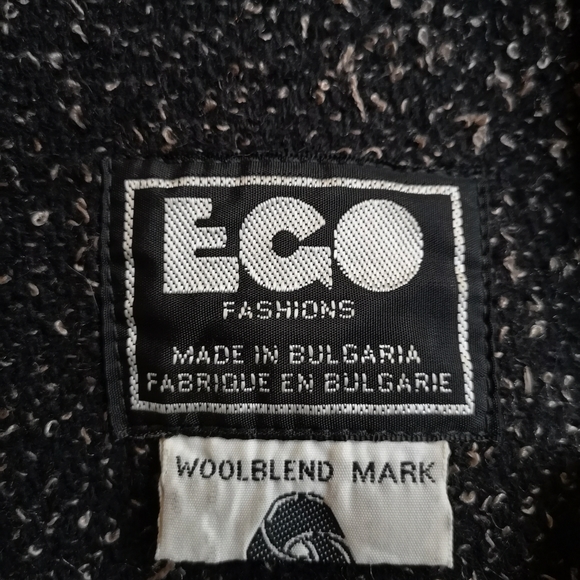 EGO
FASHIONS
MADE IN BULGARIA
FABRIQUE EN BULGARIE
WOOLBLEND MARK